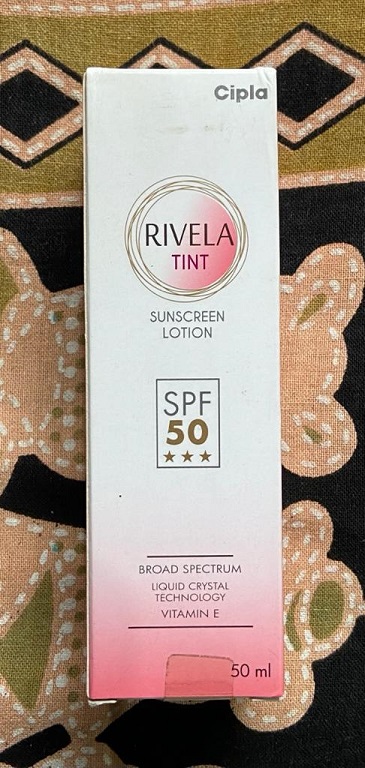 Cipla
RIVELA
TINT
SUNSCREEN
LOTION
SPF
50
★★★
BROAD SPECTRUM
LIQUID CRYSTAL
TECHNOLOGY
VITAMIN E
50 ml